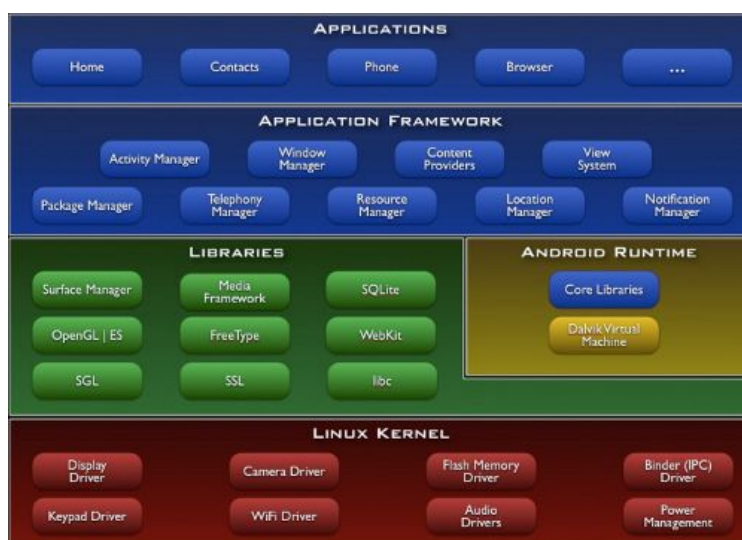 APPLICATIONS
Home
Contacts
Phone
Browser
...
APPLICATION FRAMEWORK
Activity Manager
Window
Manager
Content
Providers
View
System
Package Manager
Telephony
Manager
Resource
Manager
Location
Manager
Notification
Manager
LIBRARIES
Surface Manager
Media
Framework
SQLite
OpenGL | ES
FreeType
WebKit
SGL
SSL
libc
ANDROID RUNTIME
Core Libraries
Dalvik Virtual
Machine
LINUX KERNEL
Display
Driver
Camera Driver
Flash Memory
Driver
Binder (IPC)
Driver
Keypad Driver
WiFi Driver
Audio
Drivers
Power
Management